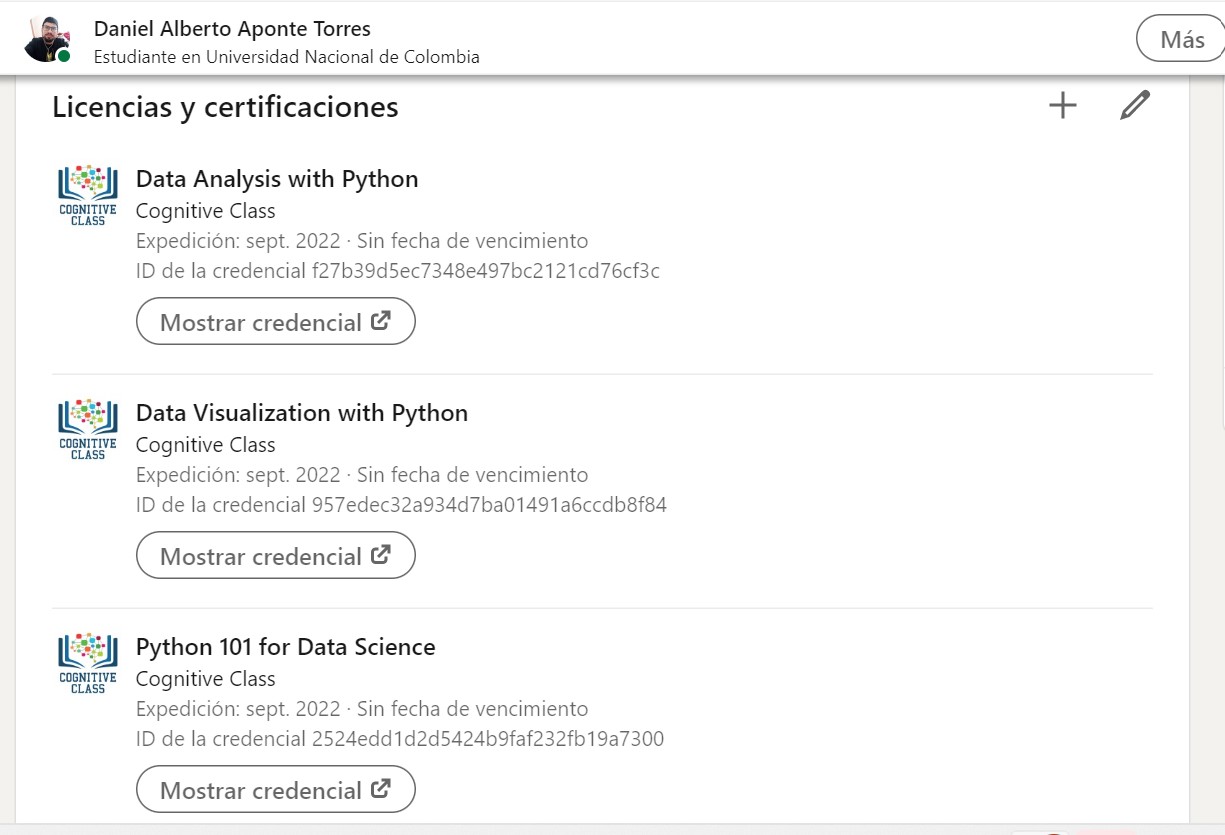 Daniel Alberto Aponte Torres
Estudiante en Universidad Nacional de Colombia
Más
Licencias y certificaciones
COGNITIVE
CLASS
Data Analysis with Python
Cognitive Class
Expedición: sept. 2022 · Sin fecha de vencimiento
ID de la credencial f27b39d5ec7348e497bc2121cd76cf3c
Mostrar credencial
COGNITIVE
CLASS
Data Visualization with Python
Cognitive Class
Expedición: sept. 2022 · Sin fecha de vencimiento
ID de la credencial 957edec32a934d7ba01491a6ccdb8f84
Mostrar credencial
COGNITIVE
CLASS
Python 101 for Data Science
Cognitive Class
Expedición: sept. 2022 · Sin fecha de vencimiento
ID de la credencial 2524edd1d2d5424b9faf232fb19a7300
Mostrar credencial